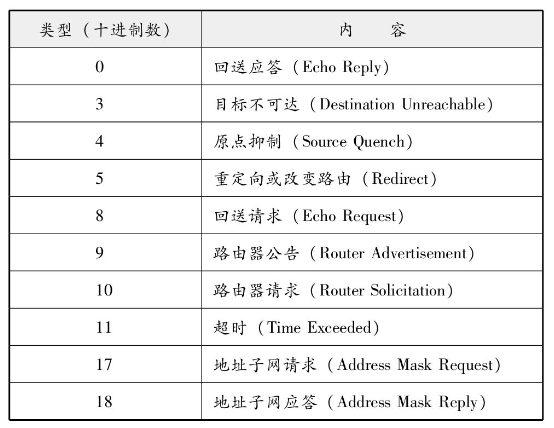 类型（十进制数） 内 容
0 回送应答（Echo Reply）
3 目标不可达（Destination Unreachable）
4 原点抑制（Source Quench）
5 重定向或改变路由（Redirect）
8 回送请求（Echo Request）
9 路由器公告（Router Advertisement）
10 路由器请求（Router Solicitation）
11 超时（Time Exceeded）
17 地址子网请求（Address Mask Request）
18 地址子网应答（Address Mask Reply）